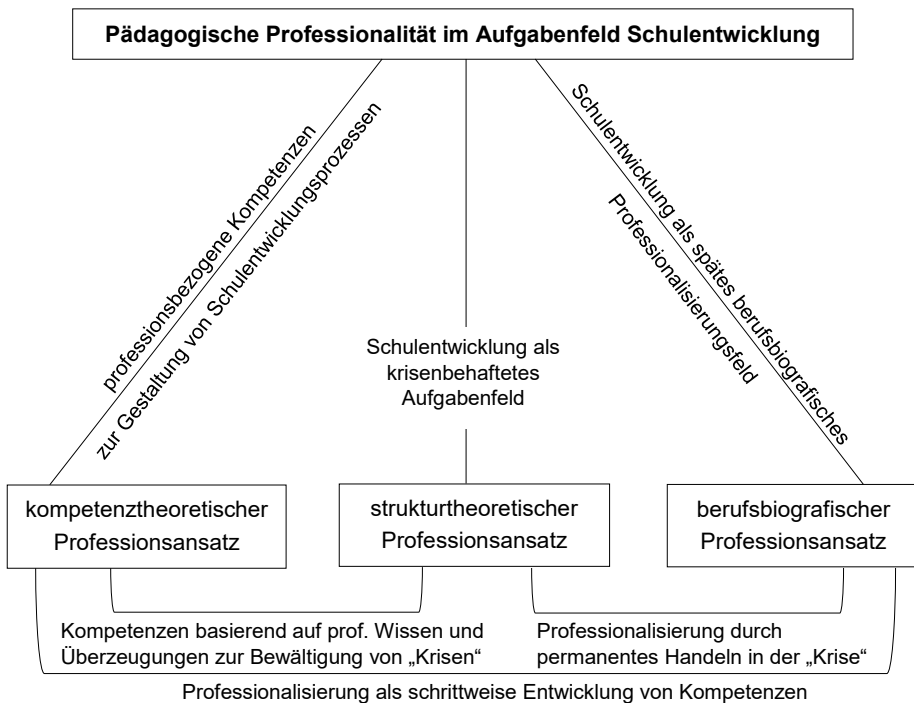 Pädagogische Professionalität im Aufgabenfeld Schulentwicklung
professionsbezogene Kompetenzen
zur Gestaltung von Schulentwicklungsprozessen
Schulentwicklung als
krisenbehaftetes
Aufgabenfeld
Schulentwicklung als spätes berufsbiografisches
Professionalisierungsfeld
kompetenztheoretischer
Professionsansatz
strukturtheoretischer
Professionsansatz
berufsbiografischer
Professionsansatz
Kompetenzen basierend auf prof. Wissen und
Überzeugungen zur Bewältigung von „Krisen“
Professionalisierung durch
permanentes Handeln in der „Krise“
Professionalisierung als schrittweise Entwicklung von Kompetenzen